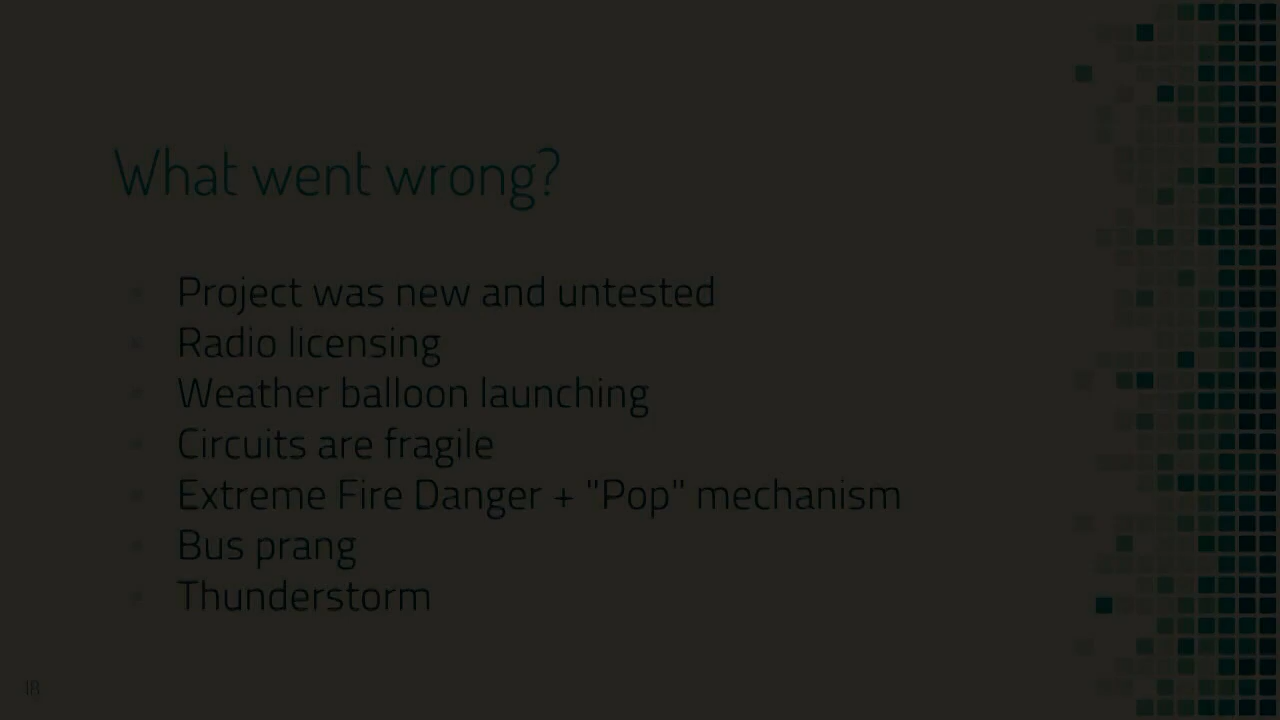 What went wrong?
Project was new and untested
Radio licensing
Weather balloon launching
Circuits are fragile
Extreme Fire Danger + "Pop" mechanism
Bus prang
Thunderstorm
18